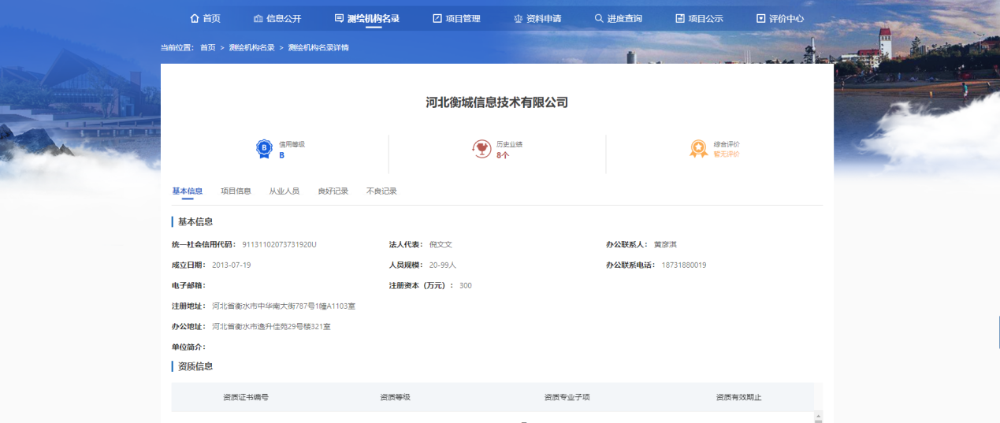 首页 信息公开 测绘机构名录 项目管理 资料申请 进度查询 项目公示 评价中心
当前位置： 首页 > 测绘机构名录 > 测绘机构名录详情
河北衡城信息技术有限公司
B 信用等级 历史业绩 综合评价
B 8个 暂无评价
基本信息 项目信息 从业人员 良好记录 不良记录
基本信息
统一社会信用代码： 91131102073731920U 法人代表： 倪文文 办公联系人： 黄彦淇
成立日期： 2013-07-19 人员规模： 20-99人 办公联系电话： 18731880019
电子邮箱： 注册资本（万元）： 300
注册地址： 河北省衡水市中华南大街787号1幢A1103室
办公地址： 河北省衡水市逸升佳苑29号楼321室
单位简介：
资质信息
资质证书编号 资质等级 资质专业子项 资质有效期止